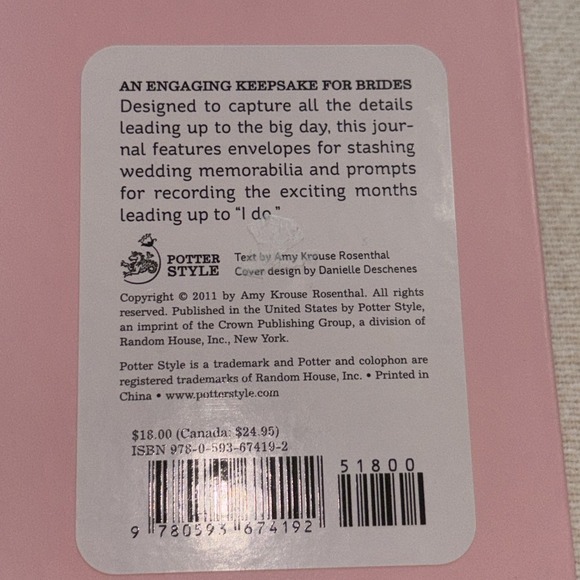 AN ENGAGING KEEPSAKE FOR BRIDES
Designed to capture all the details
leading up to the big day, this jour-
nal features envelopes for stashing
wedding memorabilia and prompts
for recording the exciting months
leading up to “I do.”
POTTER
STYLE
Text by Amy Krouse Rosenthal
Cover design by Danielle Deschenes
Copyright © 2011 by Amy Krouse Rosenthal. All rights
reserved. Published in the United States by Potter Style,
an imprint of the Crown Publishing Group, a division of
Random House, Inc., New York.
Potter Style is a trademark and Potter and colophon are
registered trademarks of Random House, Inc. • Printed in
China • www.potterstyle.com
$18.00 (Canada: $24.95)
ISBN 978-0-593-67419-2
51800
9 780593 674192